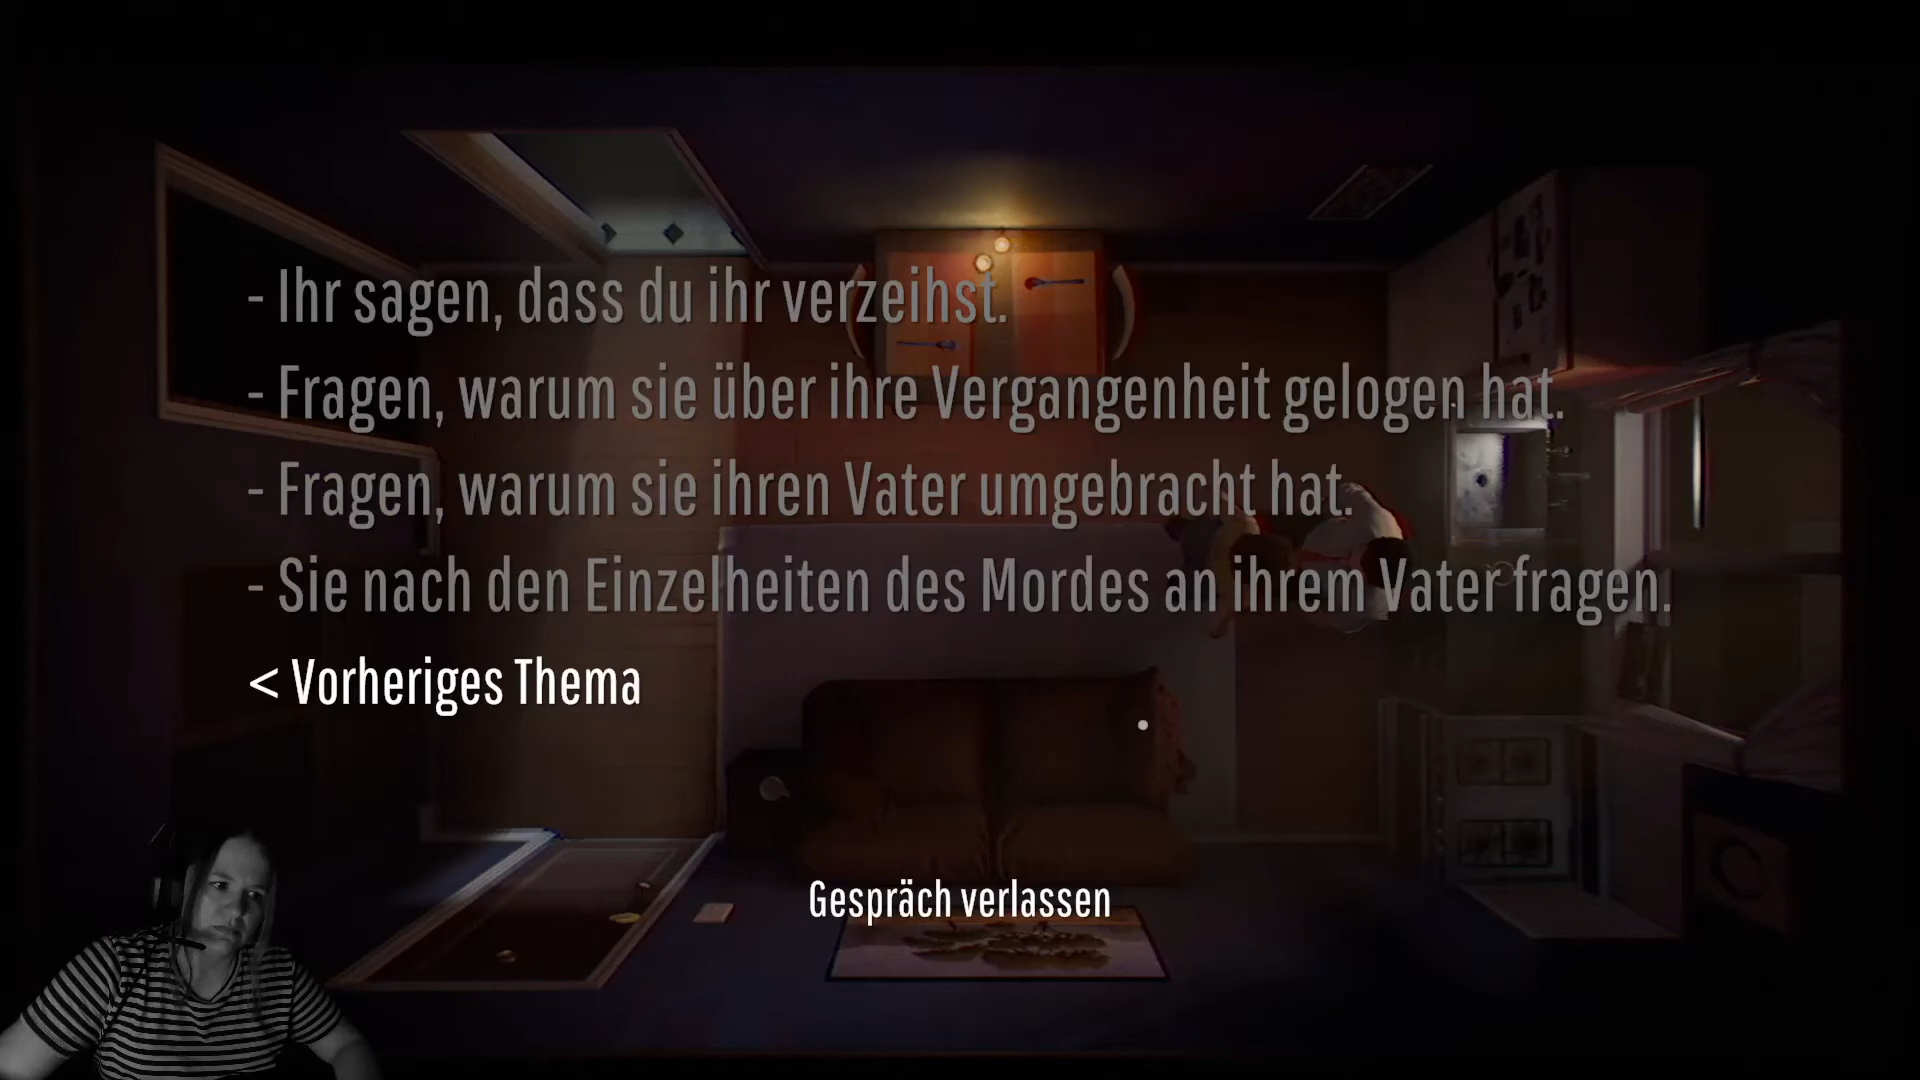 - Ihr sagen, dass du ihr verzeihst.
- Fragen, warum sie über ihre Vergangenheit gelogen hat.
- Fragen, warum sie ihren Vater umgebracht hat.
- Sie nach den Einzelheiten des Mordes an ihrem Vater fragen.
< Vorheriges Thema
Gespräch verlassen